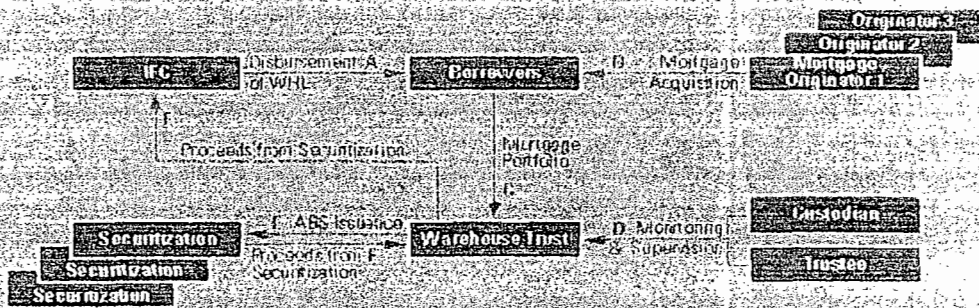 Originator 3
Originator 2
Mortgage
Originator 1
IFC
Disbursement A
of WHL
Borrowers
B Mortgage
Acquisition
F
Proceeds from Securitization
Mortgage
Portfolio
C
Custodian
Securitization
E ABS Issuance
Warehouse Trust
D Monitoring
& Supervising
Proceeds from F
Securitization
Trustee
Securitization
Securitization